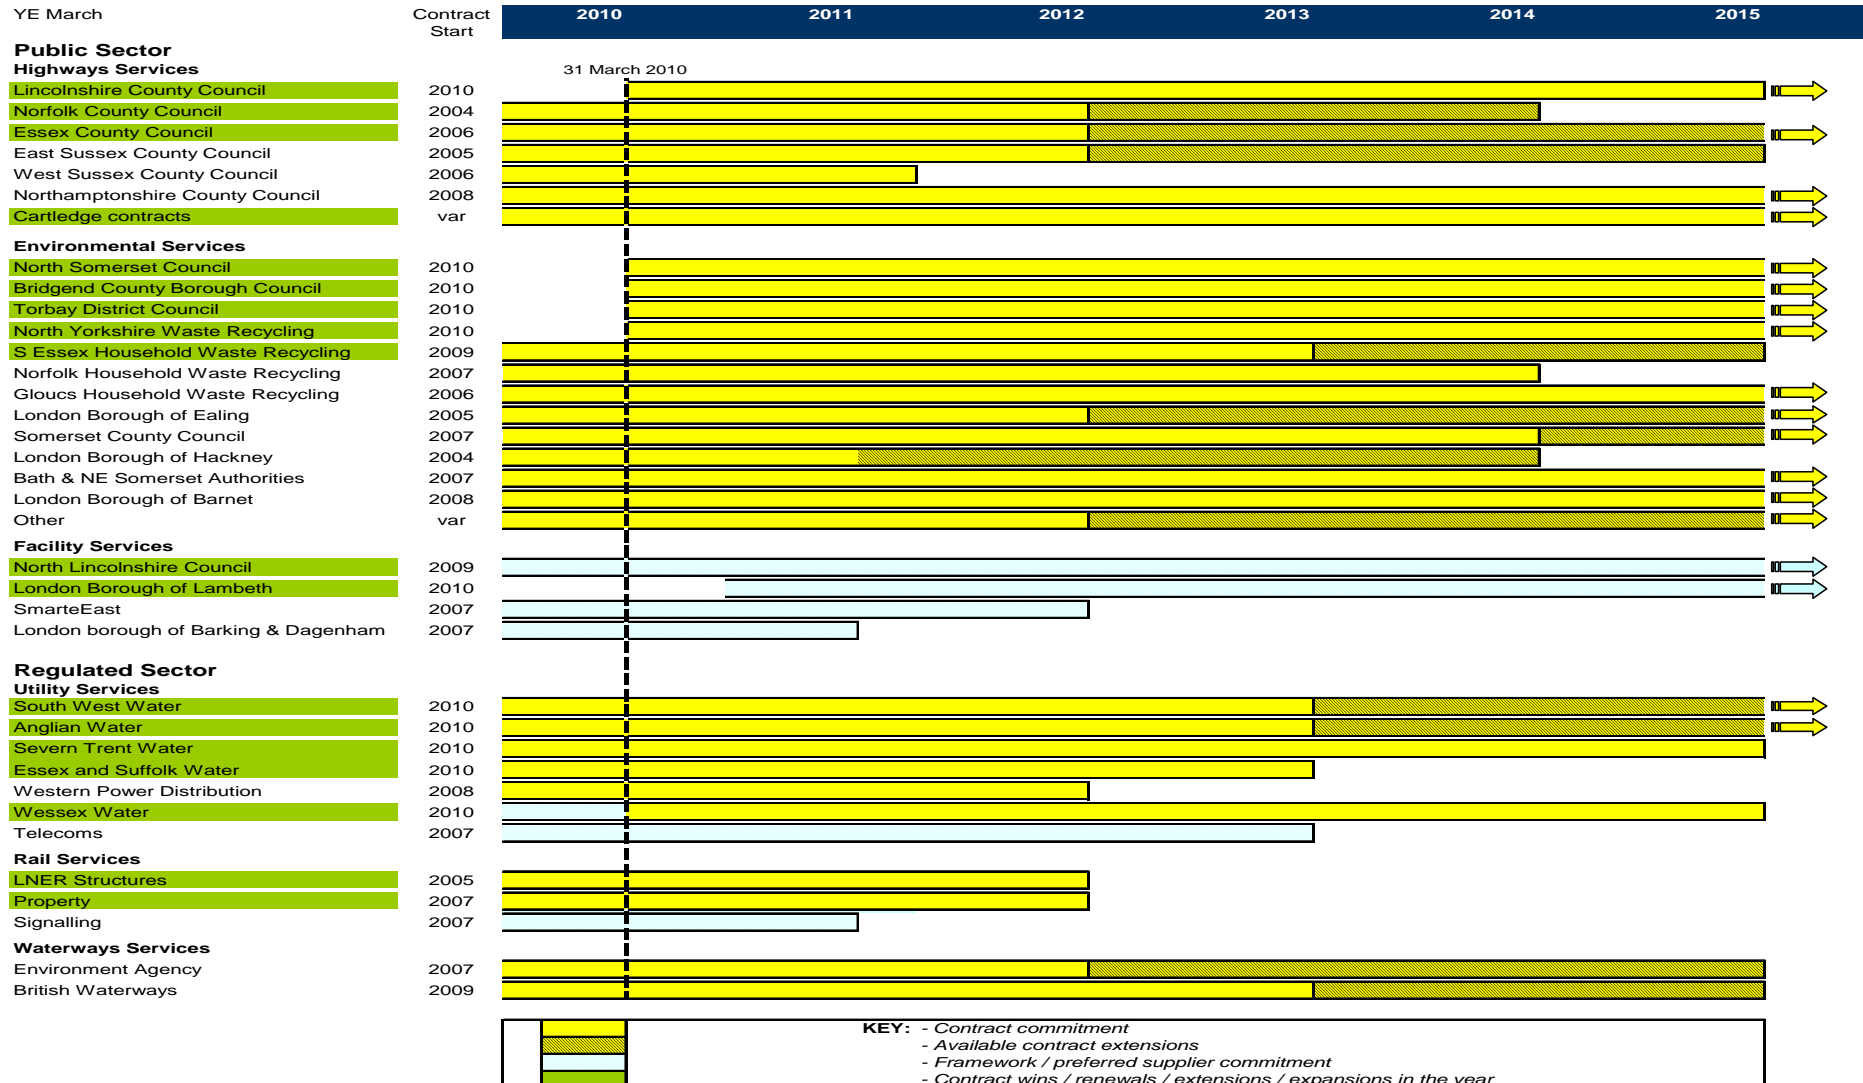 YE March Contract 2010 2011 2012 2013 2014 2015
Start
Public Sector
Highways Services 31 March 2010
Lincolnshire County Council 2010
Norfolk County Council 2004
Essex County Council 2006
East Sussex County Council 2005
West Sussex County Council 2006
Northamptonshire County Council 2008
Cartledge contracts var
Environmental Services
North Somerset Council 2010
Bridgend County Borough Council 2010
Torbay District Council 2010
North Yorkshire Waste Recycling 2010
S Essex Household Waste Recycling 2009
Norfolk Household Waste Recycling 2007
Gloucs Household Waste Recycling 2006
London Borough of Ealing 2005
Somerset County Council 2007
London Borough of Hackney 2004
Bath & NE Somerset Authorities 2007
London Borough of Barnet 2008
Other var
Facility Services
North Lincolnshire Council 2009
London Borough of Lambeth 2010
SmarteEast 2007
London borough of Barking & Dagenham 2007
Regulated Sector
Utility Services
South West Water 2010
Anglian Water 2010
Severn Trent Water 2010
Essex and Suffolk Water 2010
Western Power Distribution 2008
Wessex Water 2010
Telecoms 2007
Rail Services
LNER Structures 2005
Property 2007
Signalling 2007
Waterways Services
Environment Agency 2007
British Waterways 2009
KEY: - Contract commitment
- Available contract extensions
- Framework / preferred supplier commitment
- Contract wins / renewals / extensions / expansions in the year